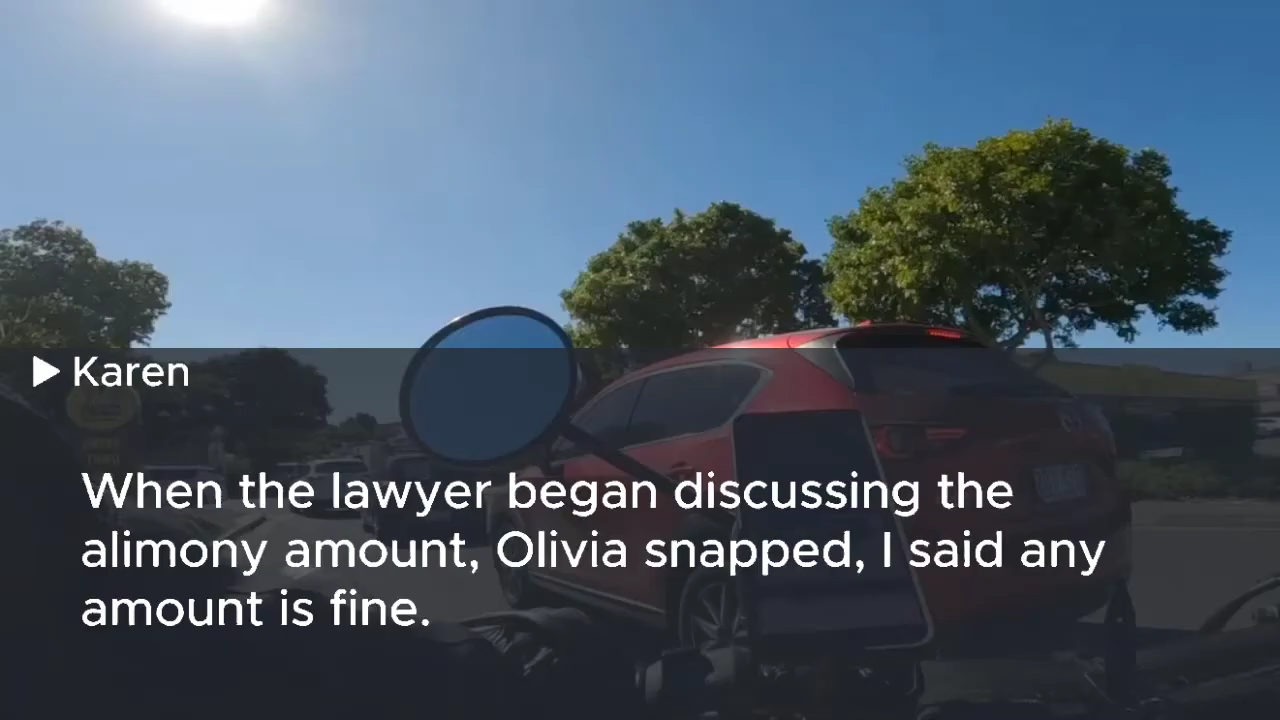 Karen
When the lawyer began discussing the
alimony amount, Olivia snapped, I said any
amount is fine.